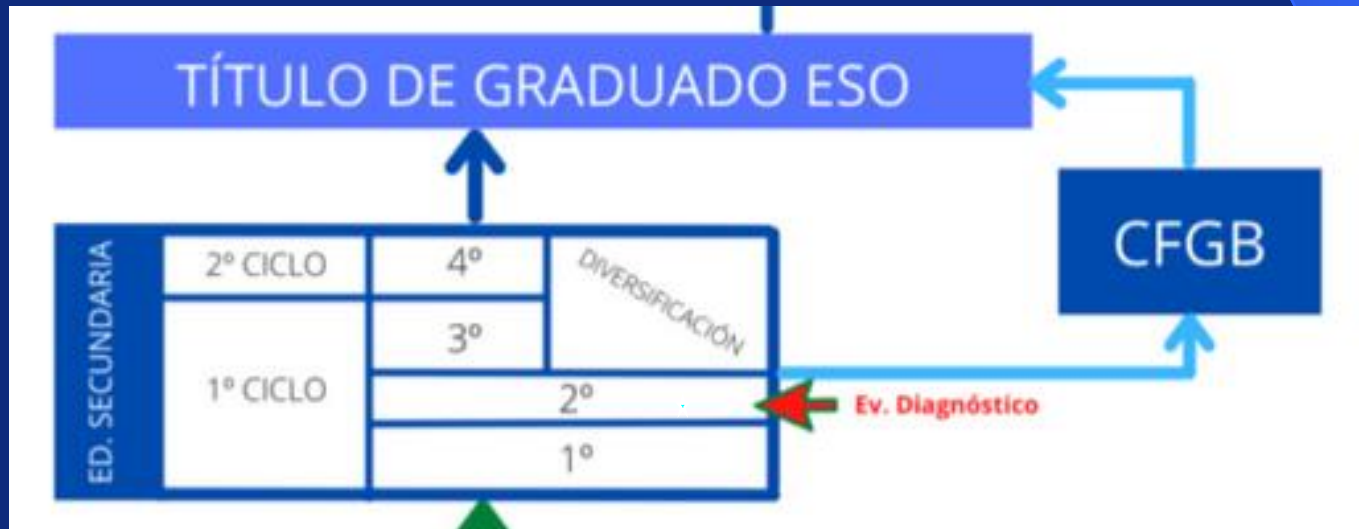 TÍTULO DE GRADUADO ESO
CFGB
ED. SECUNDARIA
2º CICLO
4º
DIVERSIFICACIÓN
3º
1º CICLO
2º
Ev. Diagnóstico
1º